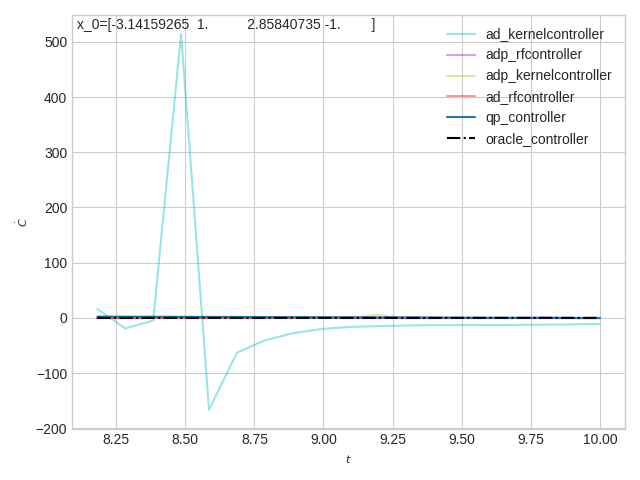 x_0=[-3.14159265 1. 2.85840735 -1. ]
ad_kernelcontroller
adp_rfcontroller
adp_kernelcontroller
ad_rfcontroller
qp_controller
oracle_controller
500
400
300
200
100
0
−100
−200
Ċ
8.25 8.50 8.75 9.00 9.25 9.50 9.75 10.00
t